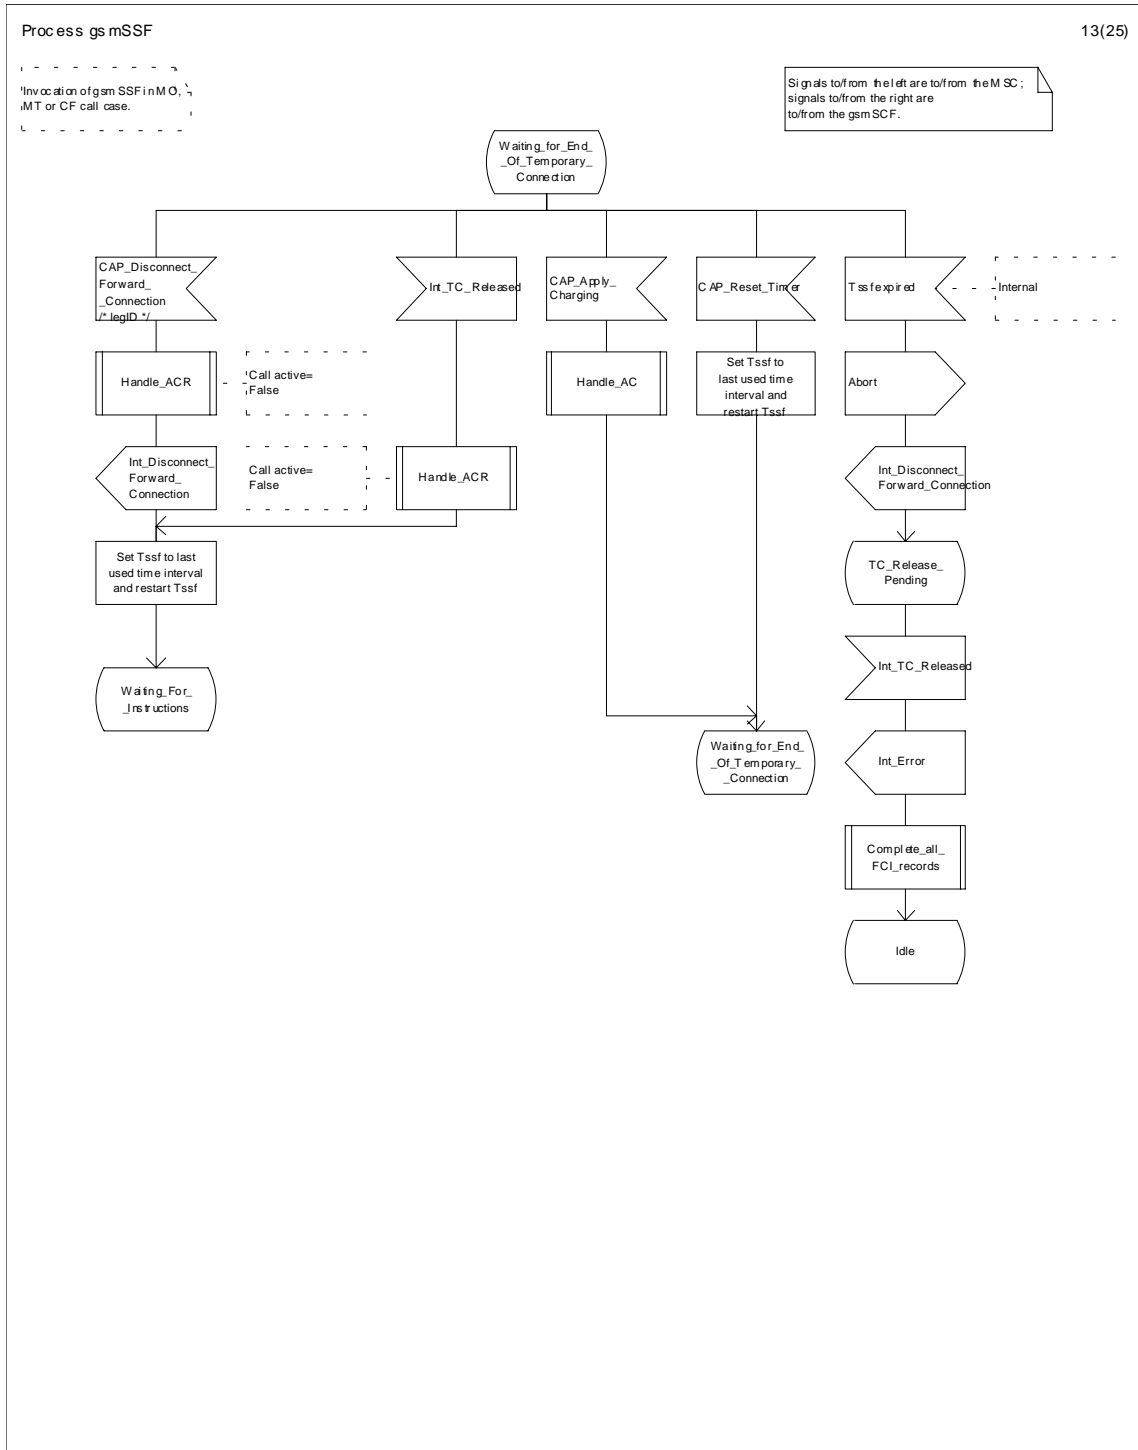 Process gsmSSF
13(25)
Invocation of gsmSSF in MO,
MT or CF call case.
Signals to/from the left are to/from the MSC;
signals to/from the right are
to/from the gsmSCF.
Waiting_for_End_
_Of_Temporary_
_Connection
CAP_Disconnect_
Forward_
_Connection
/* legID */
Int_TC_Released
CAP_Apply_
Charging
CAP_Reset_Timer
Tssf expired
Internal
Handle_ACR
Call active=
False
Handle_AC
Set Tssf to
last used time
interval and
restart Tssf
Abort
Int_Disconnect_
Forward_
Connection
Call active=
False
Handle_ACR
Int_Disconnect_
Forward_Connection
Set Tssf to last
used time interval
and restart Tssf
TC_Release_
Pending
Waiting_For_
_Instructions
Int_TC_Released
Waiting_for_End_
_Of_Temporary_
_Connection
Int_Error
Complete_all_
FCI_records
Idle